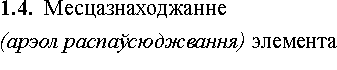 1.4. Месцазнаходжанне
(арэол распаўсюджвання) элемента